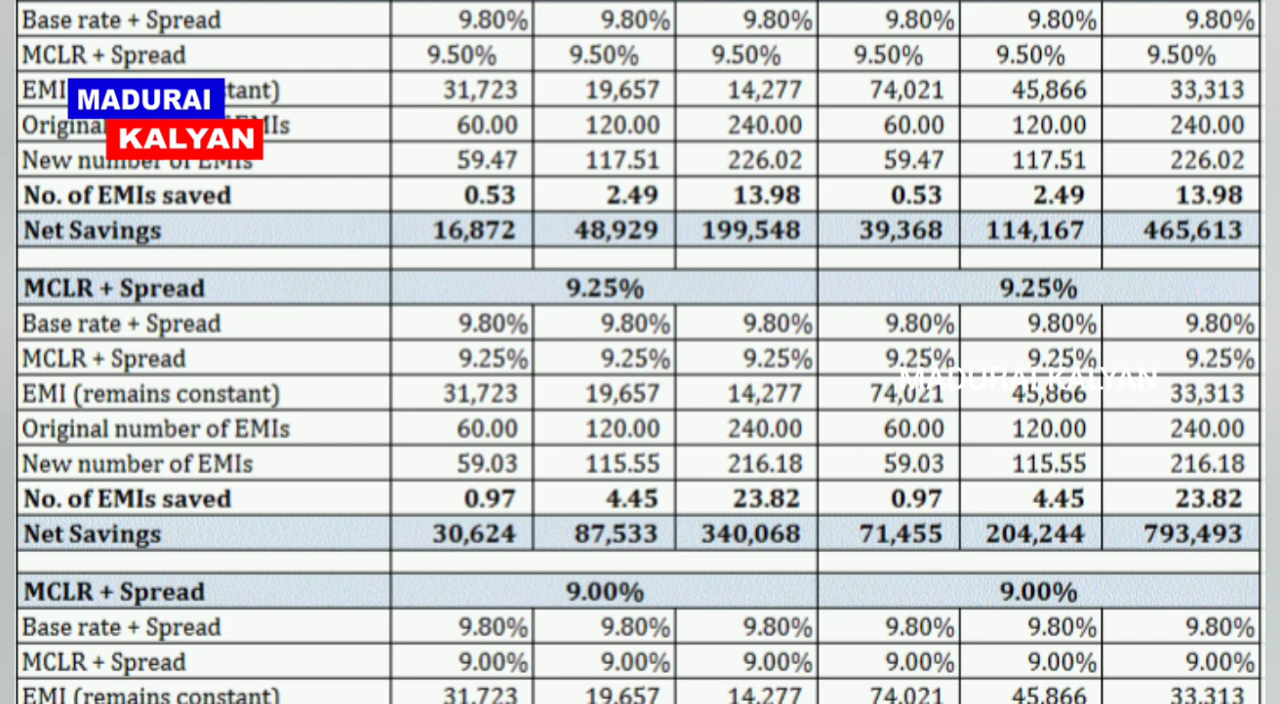 Base rate + Spread 9.80% 9.80% 9.80% 9.80% 9.80% 9.80%
MCLR + Spread 9.50% 9.50% 9.50% 9.50% 9.50% 9.50%
EMI tant) 31,723 19,657 14,277 74,021 45,866 33,313
MADURAI
Origina MIs 60.00 120.00 240.00 60.00 120.00 240.00
KALYAN
New number of EMIs 59.47 117.51 226.02 59.47 117.51 226.02
No. of EMIs saved 0.53 2.49 13.98 0.53 2.49 13.98
Net Savings 16,872 48,929 199,548 39,368 114,167 465,613
MCLR + Spread 9.25% 9.25%
Base rate + Spread 9.80% 9.80% 9.80% 9.80% 9.80% 9.80%
MCLR + Spread 9.25% 9.25% 9.25% 9.25% 9.25% 9.25%
MADURAI KALYAN
EMI (remains constant) 31,723 19,657 14,277 74,021 45,866 33,313
Original number of EMIs 60.00 120.00 240.00 60.00 120.00 240.00
New number of EMIs 59.03 115.55 216.18 59.03 115.55 216.18
No. of EMIs saved 0.97 4.45 23.82 0.97 4.45 23.82
Net Savings 30,624 87,533 340,068 71,455 204,244 793,493
MCLR + Spread 9.00% 9.00%
Base rate + Spread 9.80% 9.80% 9.80% 9.80% 9.80% 9.80%
MCLR + Spread 9.00% 9.00% 9.00% 9.00% 9.00% 9.00%
EMI (remains constant) 31,723 19,657 14,277 74,021 45,866 33,313